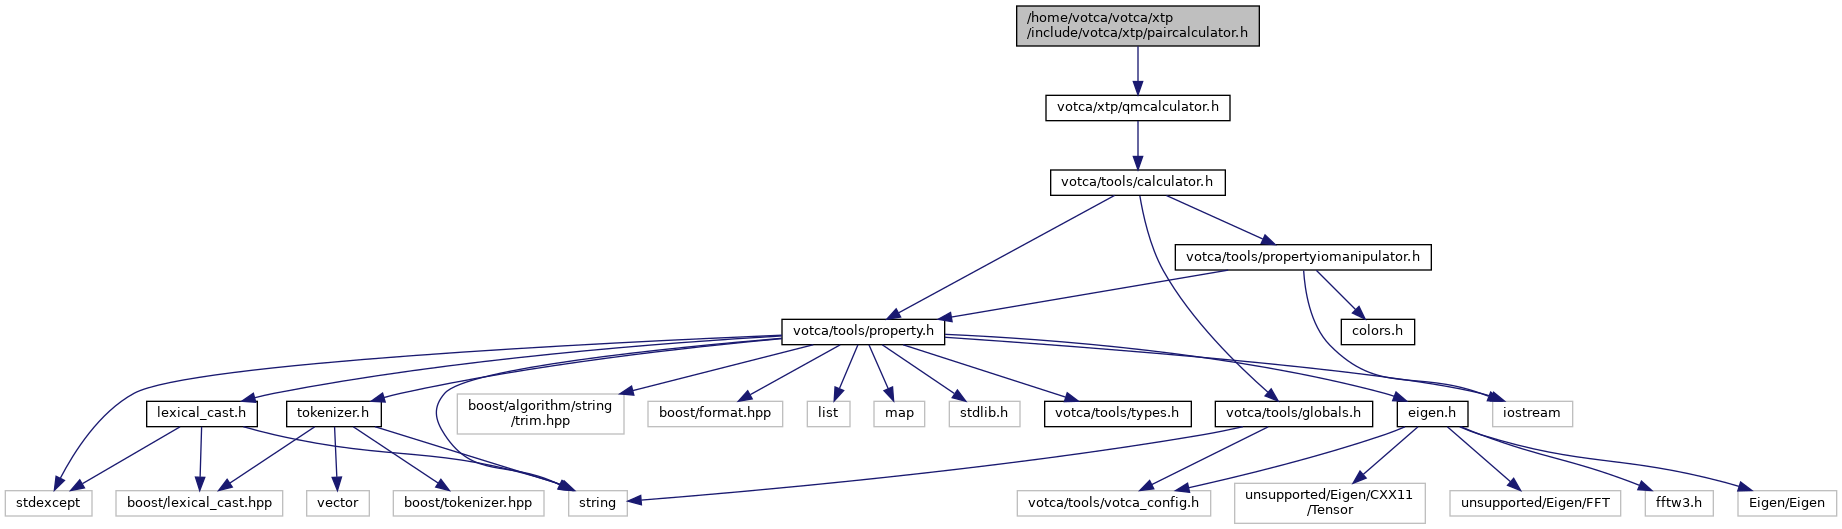 /home/votca/votca/xtp
/include/votca/xtp/paircalculator.h
votca/xtp/qmcalculator.h
votca/tools/calculator.h
votca/tools/propertyiomanipulator.h
votca/tools/property.h
colors.h
lexical_cast.h
tokenizer.h
boost/algorithm/string
/trim.hpp
boost/format.hpp
list
map
stdlib.h
votca/tools/types.h
votca/tools/globals.h
eigen.h
iostream
stdexcept
boost/lexical_cast.hpp
vector
boost/tokenizer.hpp
string
votca/tools/votca_config.h
unsupported/Eigen/CXX11
/Tensor
unsupported/Eigen/FFT
fftw3.h
Eigen/Eigen